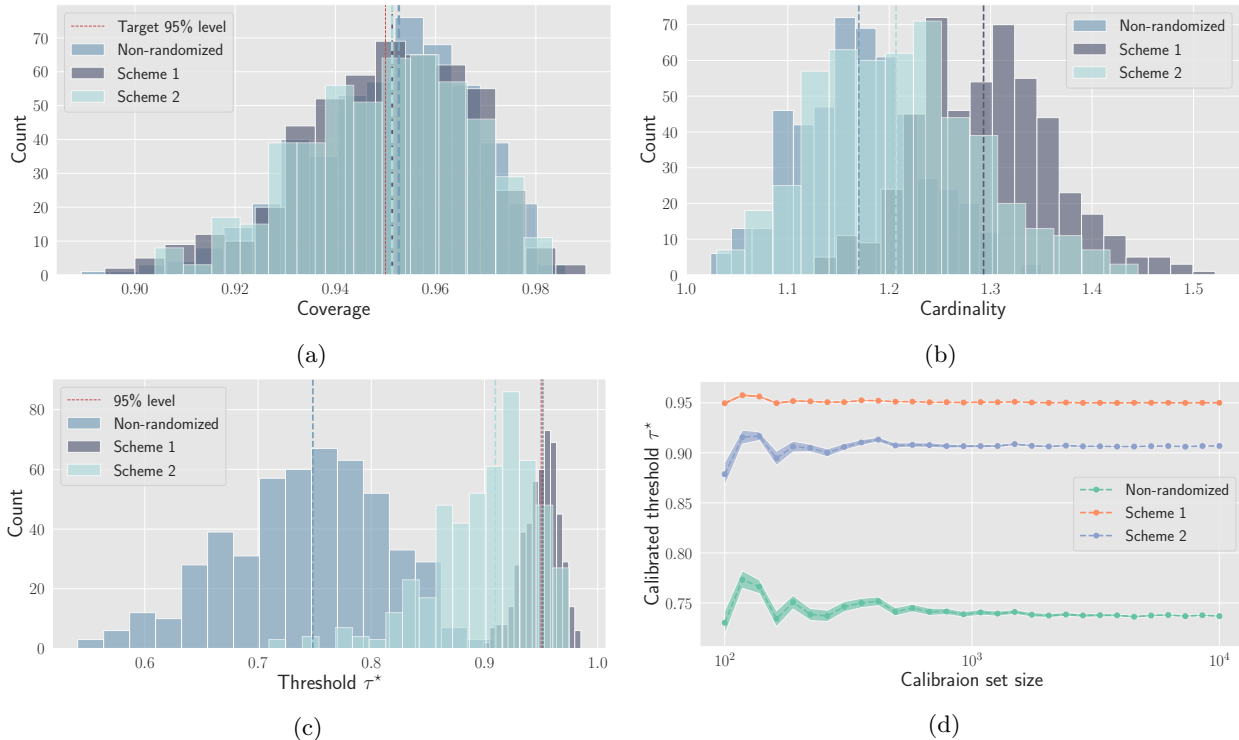 Target 95% level
Non-randomized
Scheme 1
Scheme 2
70
60
50
40
30
20
10
0
Count
0.90
0.92
0.94
0.96
0.98
Coverage
(a)
Non-randomized
Scheme 1
Scheme 2
70
60
50
40
30
20
10
0
Count
1.0
1.1
1.2
1.3
1.4
1.5
Cardinality
(b)
95% level
Non-randomized
Scheme 1
Scheme 2
80
60
40
20
0
Count
0.6
0.7
0.8
0.9
1.0
Threshold τ*
(c)
0.95
0.90
0.85
0.80
0.75
Calibrated threshold τ*
Non-randomized
Scheme 1
Scheme 2
10²
10³
10⁴
Calibraion set size
(d)